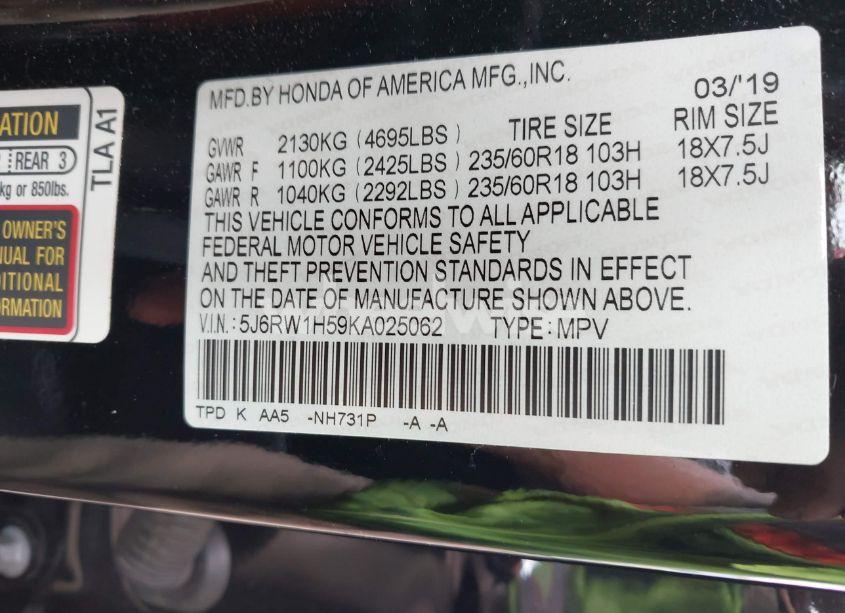 ATION
REAR 3
kg or 850lbs.
OWNER'S
NUAL FOR
DITIONAL
ORMATION
TLA A1
MFD.BY HONDA OF AMERICA MFG.,INC. 03/'19
GVWR 2130KG (4695LBS) TIRE SIZE RIM SIZE
GAWR F 1100KG (2425LBS) 235/60R18 103H 18X7.5J
GAWR R 1040KG (2292LBS) 235/60R18 103H 18X7.5J
THIS VEHICLE CONFORMS TO ALL APPLICABLE
FEDERAL MOTOR VEHICLE SAFETY
AND THEFT PREVENTION STANDARDS IN EFFECT
ON THE DATE OF MANUFACTURE SHOWN ABOVE.
V.I.N.: 5J6RW1H59KA025062 TYPE: MPV
TPD K AA5 -NH731P -A -A